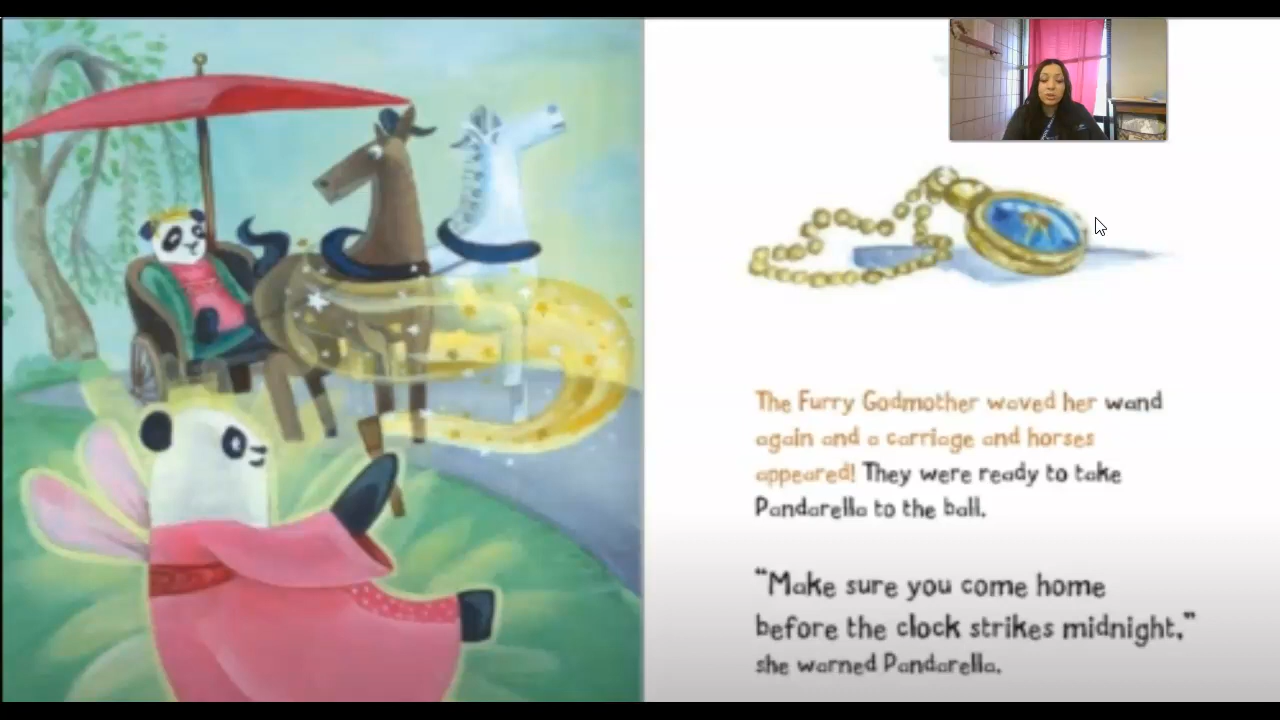 The Furry Godmother waved her wand
again and a carriage and horses
appeared! They were ready to take
Pandarella to the ball.
“Make sure you come home
before the clock strikes midnight,”
she warned Pandarella.